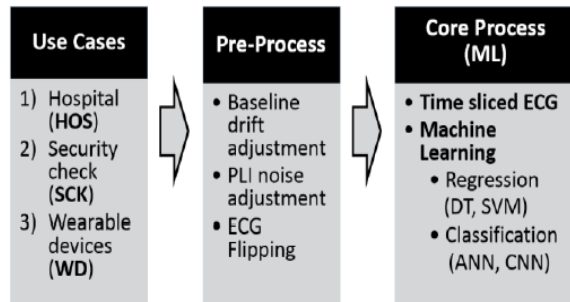 Use Cases
1) Hospital
(HOS)
2) Security
check
(SCK)
3) Wearable
devices
(WD)
Pre-Process
• Baseline
drift
adjustment
• PLI noise
adjustment
• ECG
Flipping
Core Process
(ML)
• Time sliced ECG
• Machine
Learning
• Regression
(DT, SVM)
• Classification
(ANN, CNN)